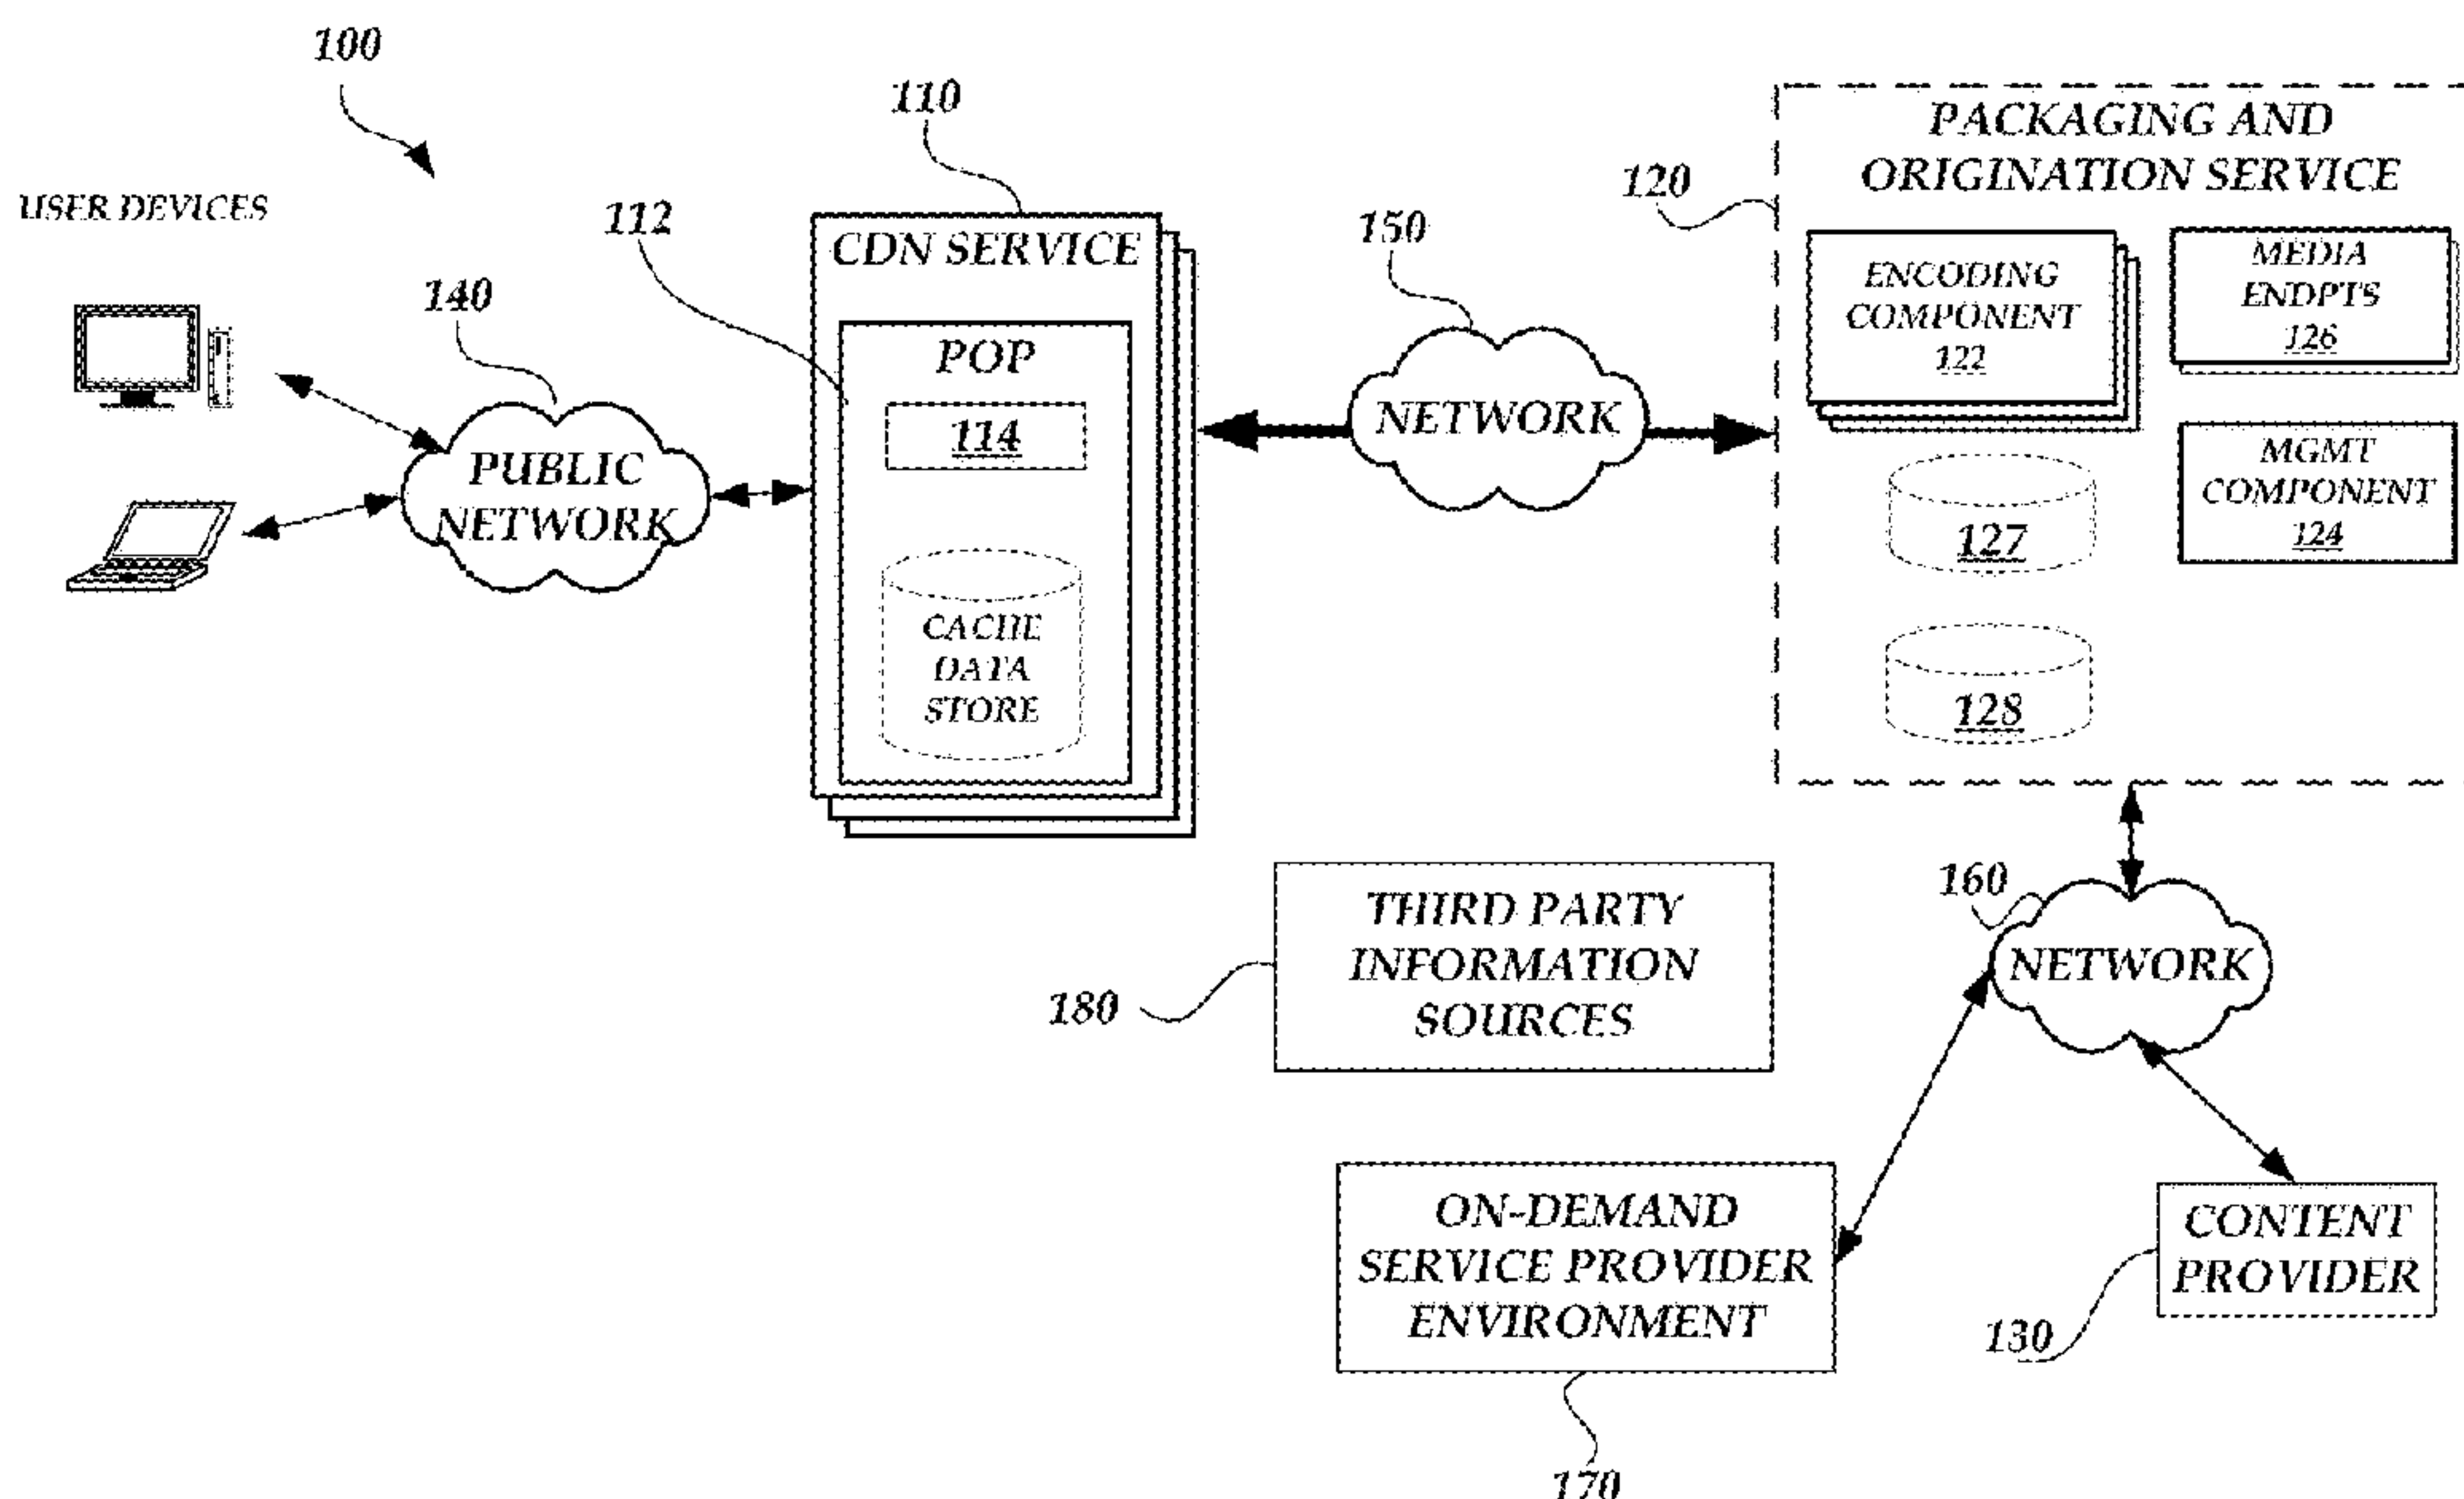 100
USER DEVICES
140
PUBLIC
NETWORK
112
110
CDN SERVICE
POP
114
CACHE
DATA
STORE
150
NETWORK
120
PACKAGING AND
ORIGINATION SERVICE
ENCODING
COMPONENT
122
MEDIA
ENDPTS
126
MGMT
COMPONENT
124
127
128
160
NETWORK
THIRD PARTY
INFORMATION
SOURCES
180
ON-DEMAND
SERVICE PROVIDER
ENVIRONMENT
170
CONTENT
PROVIDER
130